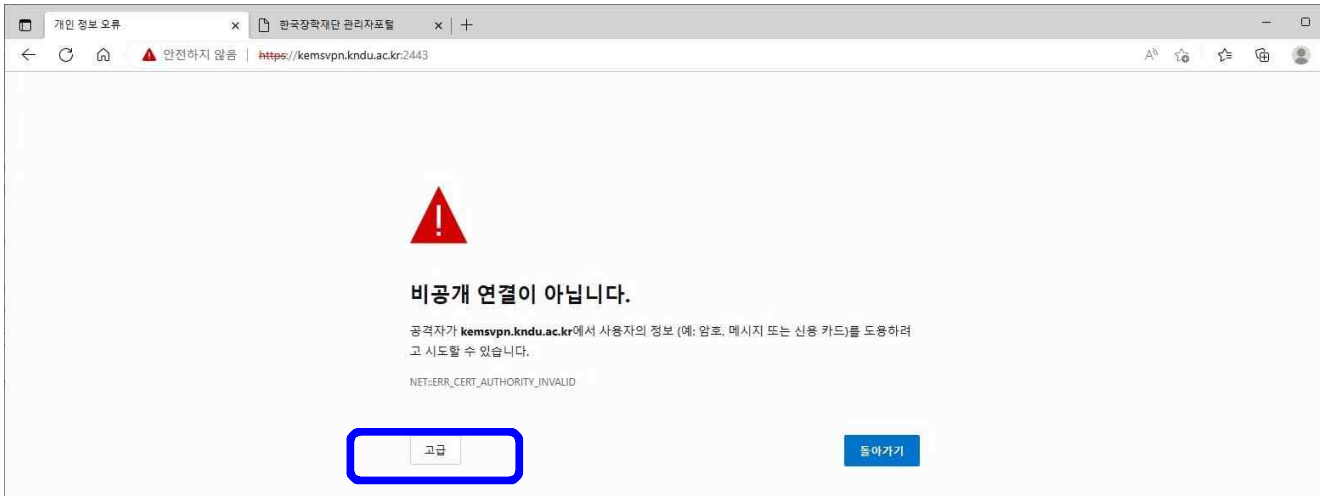 개인 정보 오류
한국장학재단 관리자포털
안전하지 않음 | https://kemsvpn.kndu.ac.kr:2443
비공개 연결이 아닙니다.
공격자가 kemsvpn.kndu.ac.kr에서 사용자의 정보 (예: 암호, 메시지 또는 신용 카드)를 도용하려
고 시도할 수 있습니다.
NET::ERR_CERT_AUTHORITY_INVALID
고급
돌아가기